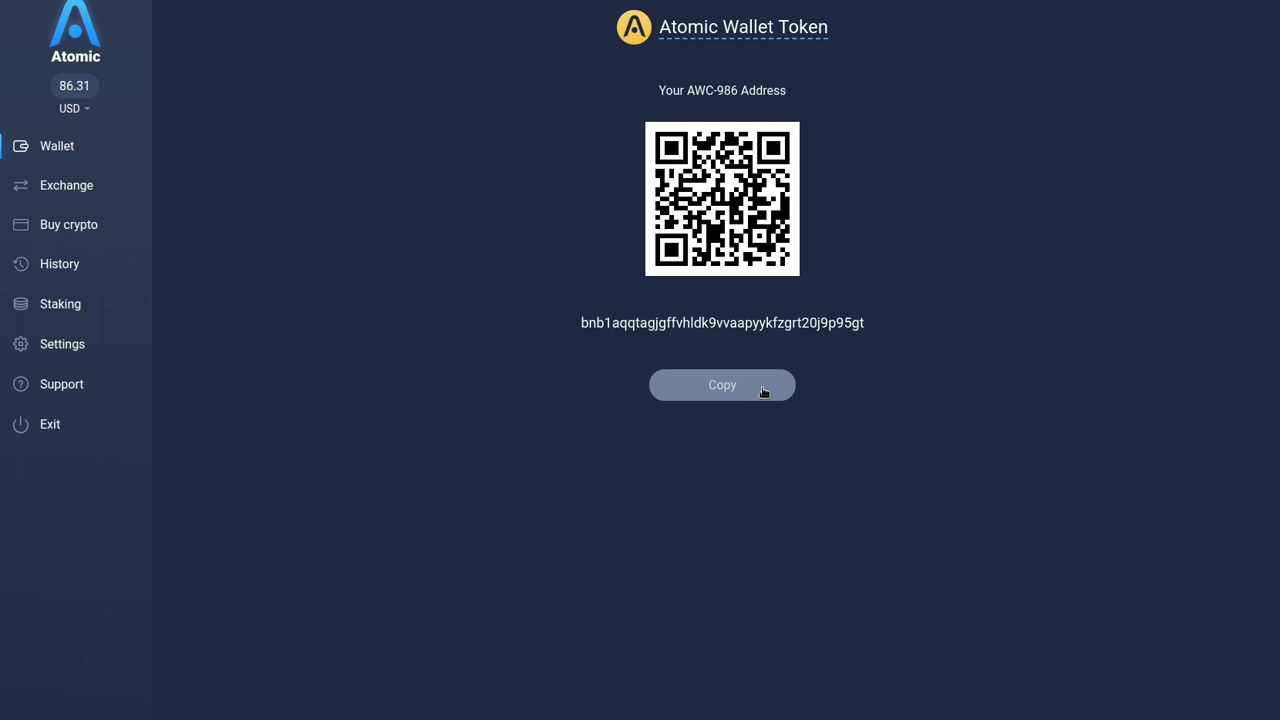 Atomic
86.31
USD
Wallet
Exchange
Buy crypto
History
Staking
Settings
Support
Exit
Atomic Wallet Token
Your AWC-986 Address
bnb1aqqtagjgffvhldk9vvaapyykfzgrt20j9p95gt
Copy